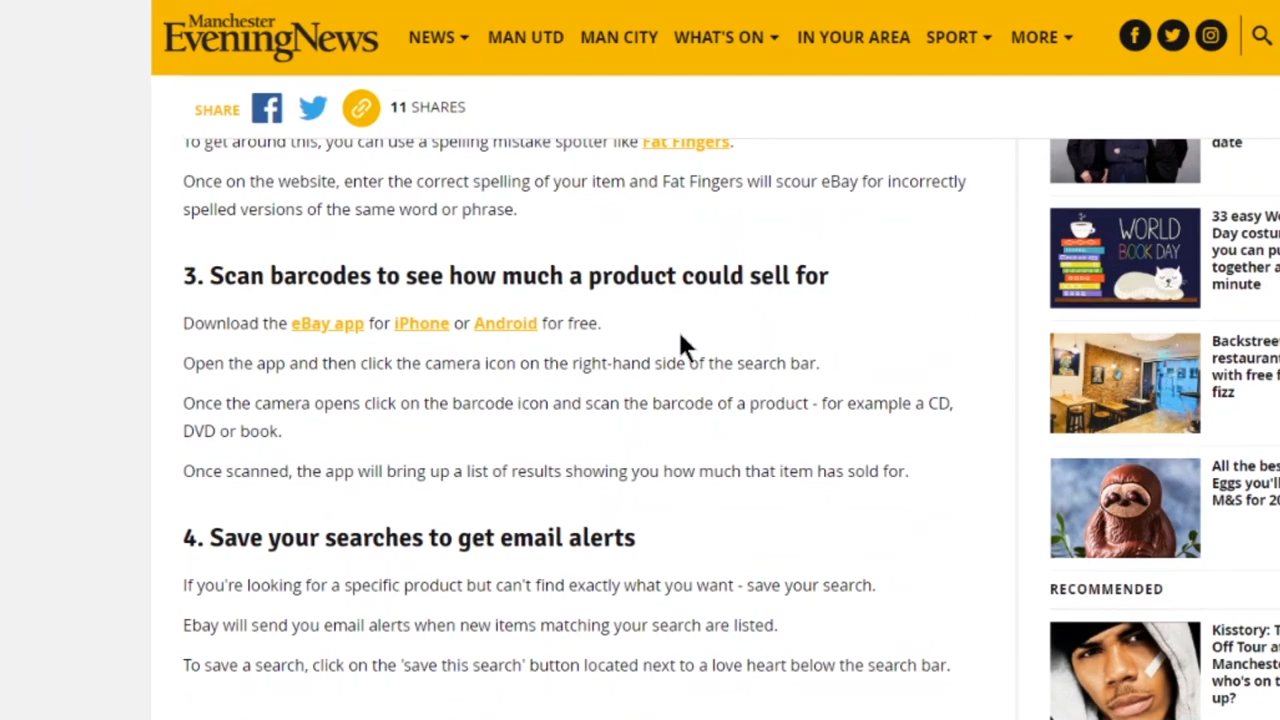 Manchester
EveningNews
NEWS MAN UTD MAN CITY WHAT'S ON IN YOUR AREA SPORT MORE
SHARE 11 SHARES
To get around this, you can use a spelling mistake spotter like Fat Fingers.
Once on the website, enter the correct spelling of your item and Fat Fingers will scour eBay for incorrectly
spelled versions of the same word or phrase.
3. Scan barcodes to see how much a product could sell for
Download the eBay app for iPhone or Android for free.
Open the app and then click the camera icon on the right-hand side of the search bar.
Once the camera opens click on the barcode icon and scan the barcode of a product - for example a CD,
DVD or book.
Once scanned, the app will bring up a list of results showing you how much that item has sold for.
4. Save your searches to get email alerts
If you're looking for a specific product but can't find exactly what you want - save your search.
Ebay will send you email alerts when new items matching your search are listed.
To save a search, click on the 'save this search' button located next to a love heart below the search bar.
date
WORLD
BOOK DAY
33 easy Wo
Day costu
you can pu
together a
minute
Backstree
restauran
with free f
fizz
All the bes
Eggs you'll
M&S for 20
RECOMMENDED
Kisstory: T
Off Tour a
Mancheste
who's on t
up?